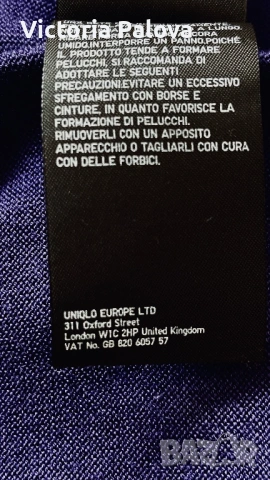 Victoria Palova
UMIDO.INTERPORRE UN PANNO.POICHÉ
IL PRODOTTO TENDE A FORMARE
PELUCCHI, SI RACCOMANDA DI
ADOTTARE LE SEGUENTI
PRECAUZIONI:EVITARE UN ECCESSIVO
SFREGAMENTO CON BORSE E
CINTURE, IN QUANTO FAVORISCE LA
FORMAZIONE DI PELUCCHI.
RIMUOVERLI CON UN APPOSITO
APPARECCHIO O TAGLIARLI CON CURA
CON DELLE FORBICI.
UNIQLO EUROPE LTD
311 Oxford Street
London W1C 2HP United Kingdom
VAT No. GB 820 6057 57
BAZAR